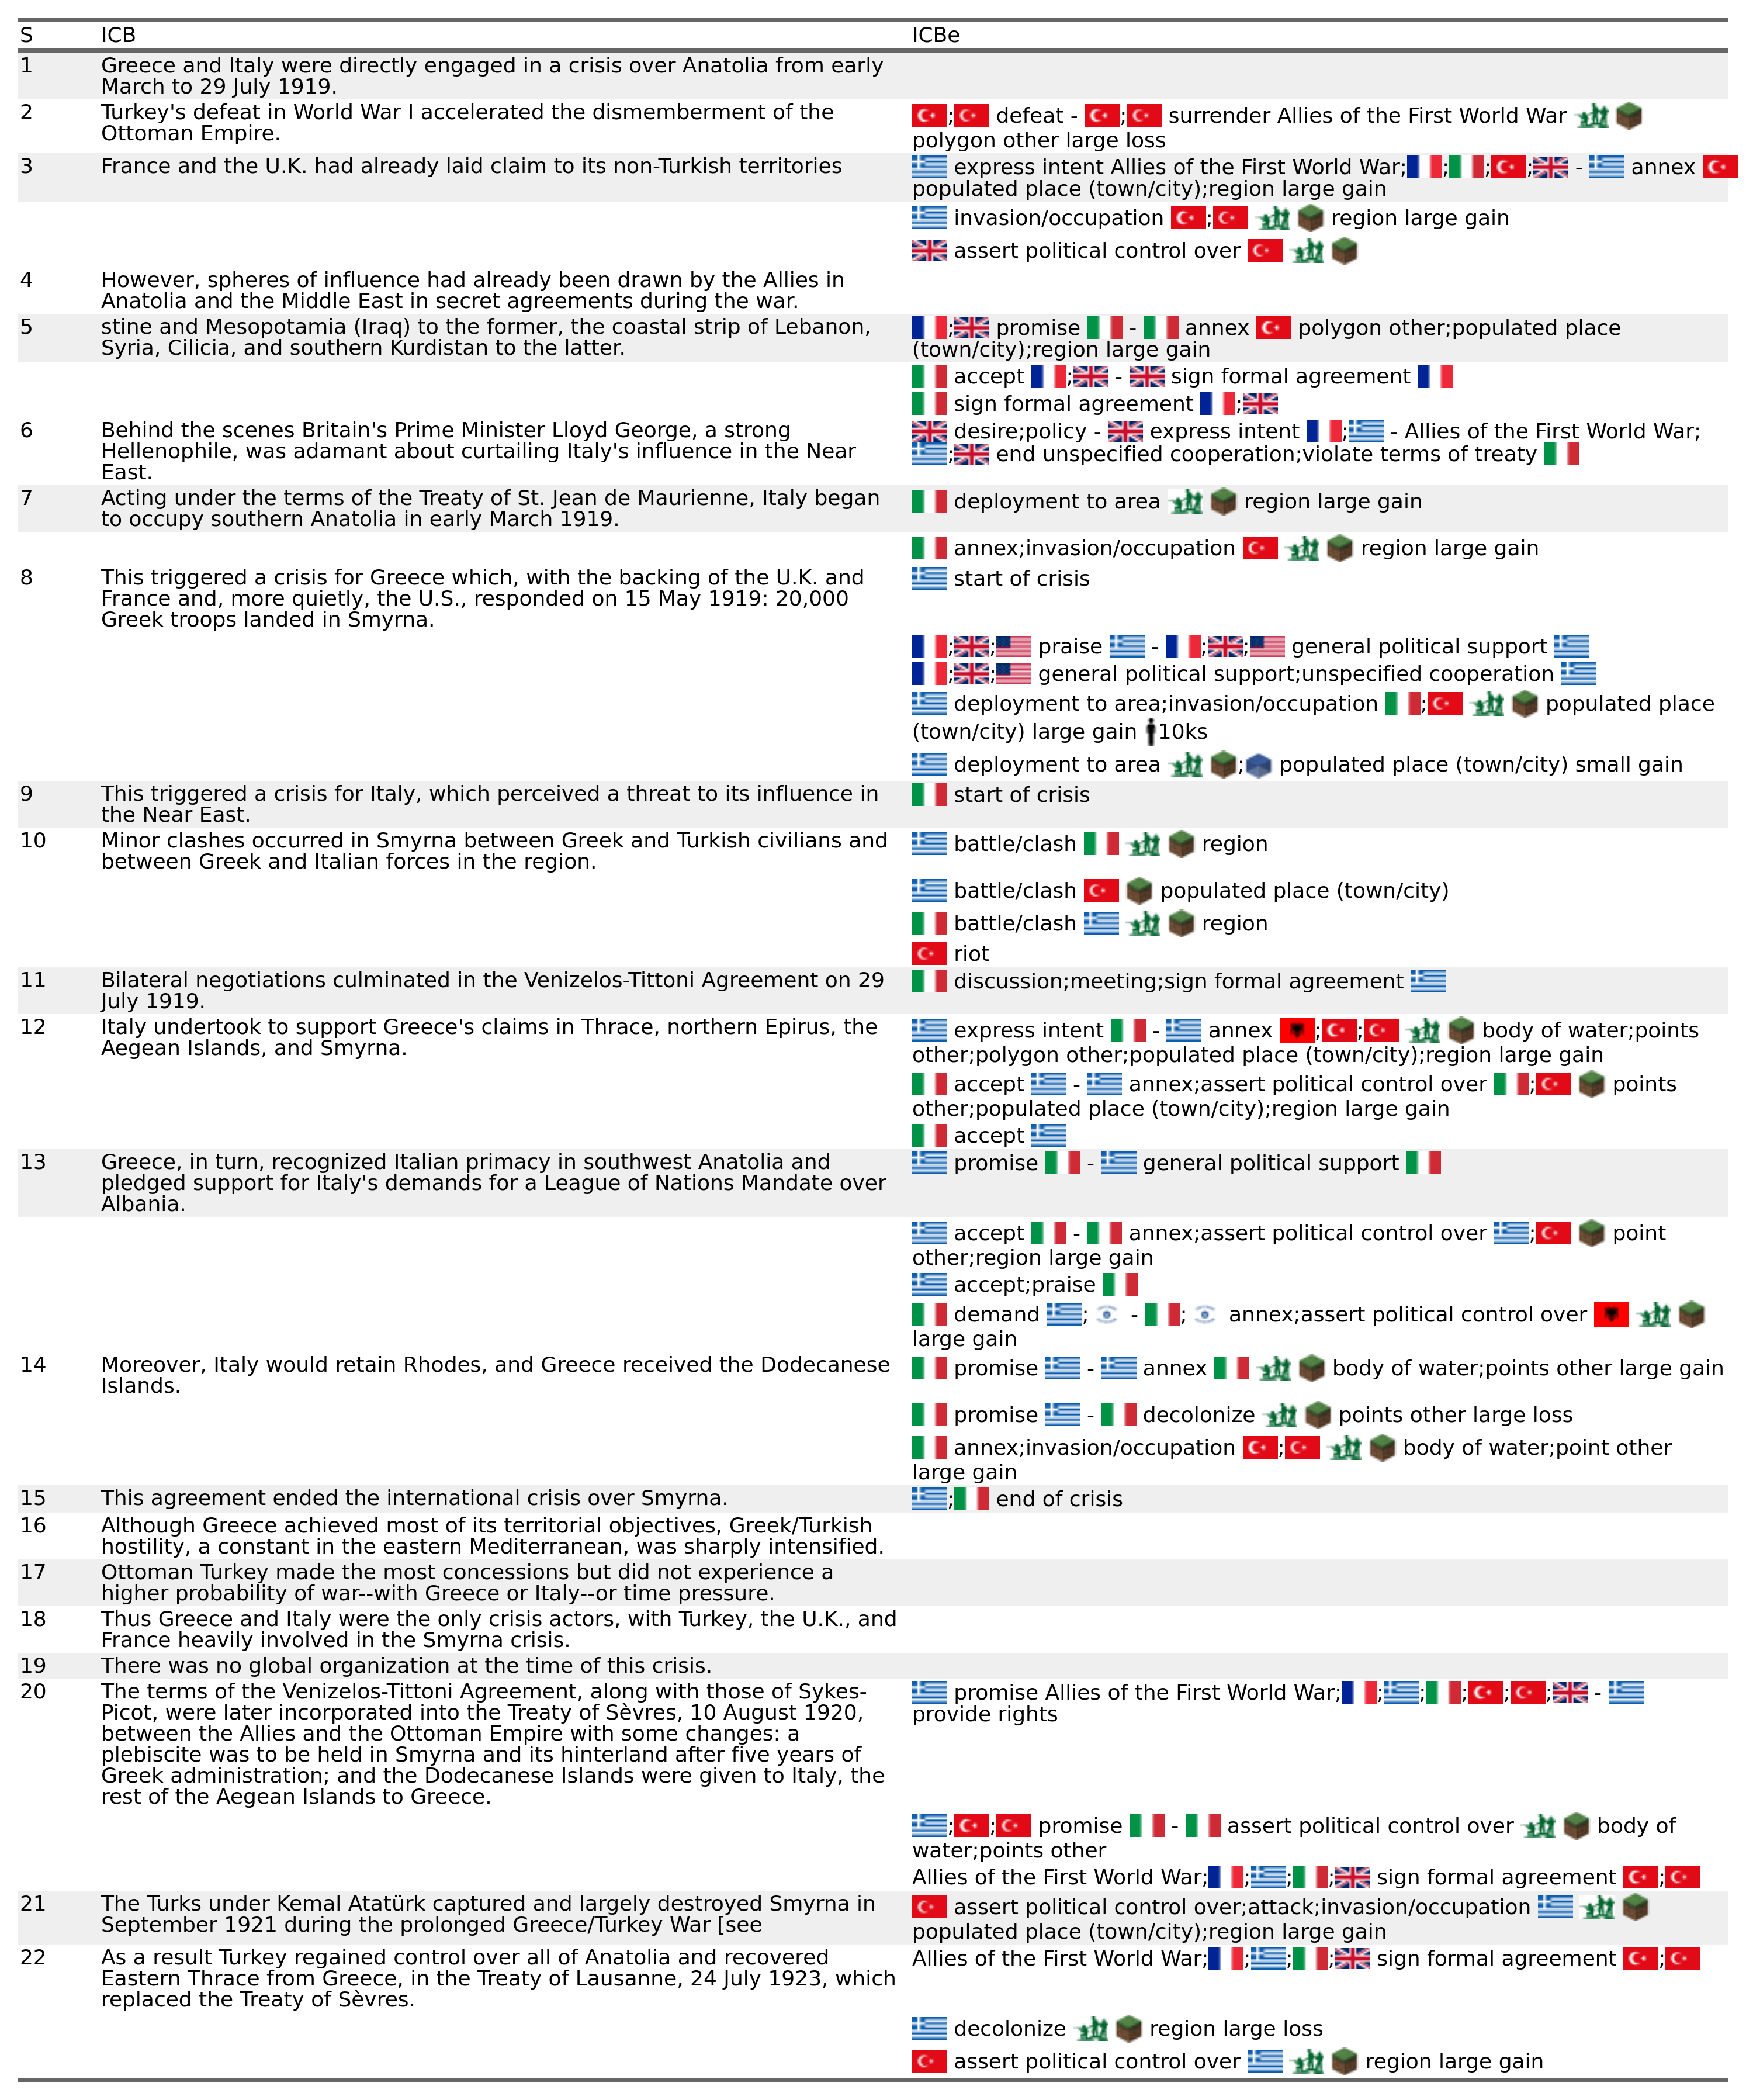 S ICB ICBe
1 Greece and Italy were directly engaged in a crisis over Anatolia from early
March to 29 July 1919.
2 Turkey's defeat in World War I accelerated the dismemberment of the
Ottoman Empire.
; defeat - ; surrender Allies of the First World War
polygon other large loss
3 France and the U.K. had already laid claim to its non-Turkish territories
express intent Allies of the First World War; ; ; ; - annex
populated place (town/city);region large gain
invasion/occupation ; region large gain
assert political control over
4 However, spheres of influence had already been drawn by the Allies in
Anatolia and the Middle East in secret agreements during the war.
5 stine and Mesopotamia (Iraq) to the former, the coastal strip of Lebanon,
Syria, Cilicia, and southern Kurdistan to the latter.
; promise - annex polygon other;populated place
(town/city);region large gain
accept ; - sign formal agreement
sign formal agreement ;
6 Behind the scenes Britain's Prime Minister Lloyd George, a strong
Hellenophile, was adamant about curtailing Italy's influence in the Near
East.
desire;policy - express intent ; - Allies of the First World War;
; end unspecified cooperation;violate terms of treaty
7 Acting under the terms of the Treaty of St. Jean de Maurienne, Italy began
to occupy southern Anatolia in early March 1919.
deployment to area region large gain
annex;invasion/occupation region large gain
8 This triggered a crisis for Greece which, with the backing of the U.K. and
France and, more quietly, the U.S., responded on 15 May 1919: 20,000
Greek troops landed in Smyrna.
start of crisis
; ; praise - ; ; general political support
; ; general political support;unspecified cooperation
deployment to area;invasion/occupation ; populated place
(town/city) large gain 10ks
deployment to area ; populated place (town/city) small gain
9 This triggered a crisis for Italy, which perceived a threat to its influence in
the Near East.
start of crisis
10 Minor clashes occurred in Smyrna between Greek and Turkish civilians and
between Greek and Italian forces in the region.
battle/clash region
battle/clash populated place (town/city)
battle/clash region
riot
11 Bilateral negotiations culminated in the Venizelos-Tittoni Agreement on 29
July 1919.
discussion;meeting;sign formal agreement
12 Italy undertook to support Greece's claims in Thrace, northern Epirus, the
Aegean Islands, and Smyrna.
express intent - annex ; ; body of water;points
other;polygon other;populated place (town/city);region large gain
accept - annex;assert political control over ; points
other;populated place (town/city);region large gain
accept
13 Greece, in turn, recognized Italian primacy in southwest Anatolia and
pledged support for Italy's demands for a League of Nations Mandate over
Albania.
promise - general political support
accept - annex;assert political control over ; point
other;region large gain
accept;praise
demand ; - ; annex;assert political control over
large gain
14 Moreover, Italy would retain Rhodes, and Greece received the Dodecanese
Islands.
promise - annex body of water;points other large gain
promise - decolonize points other large loss
annex;invasion/occupation ; body of water;point other
large gain
15 This agreement ended the international crisis over Smyrna.
; end of crisis
16 Although Greece achieved most of its territorial objectives, Greek/Turkish
hostility, a constant in the eastern Mediterranean, was sharply intensified.
17 Ottoman Turkey made the most concessions but did not experience a
higher probability of war--with Greece or Italy--or time pressure.
18 Thus Greece and Italy were the only crisis actors, with Turkey, the U.K., and
France heavily involved in the Smyrna crisis.
19 There was no global organization at the time of this crisis.
20 The terms of the Venizelos-Tittoni Agreement, along with those of Sykes-
Picot, were later incorporated into the Treaty of Sèvres, 10 August 1920,
between the Allies and the Ottoman Empire with some changes: a
plebiscite was to be held in Smyrna and its hinterland after five years of
Greek administration; and the Dodecanese Islands were given to Italy, the
rest of the Aegean Islands to Greece.
promise Allies of the First World War; ; ; ; ; ; -
provide rights
; ; promise - assert political control over body of
water;points other
Allies of the First World War; ; ; ; sign formal agreement ;
21 The Turks under Kemal Atatürk captured and largely destroyed Smyrna in
September 1921 during the prolonged Greece/Turkey War [see
assert political control over;attack;invasion/occupation
populated place (town/city);region large gain
22 As a result Turkey regained control over all of Anatolia and recovered
Eastern Thrace from Greece, in the Treaty of Lausanne, 24 July 1923, which
replaced the Treaty of Sèvres.
Allies of the First World War; ; ; ; sign formal agreement ;
decolonize region large loss
assert political control over region large gain